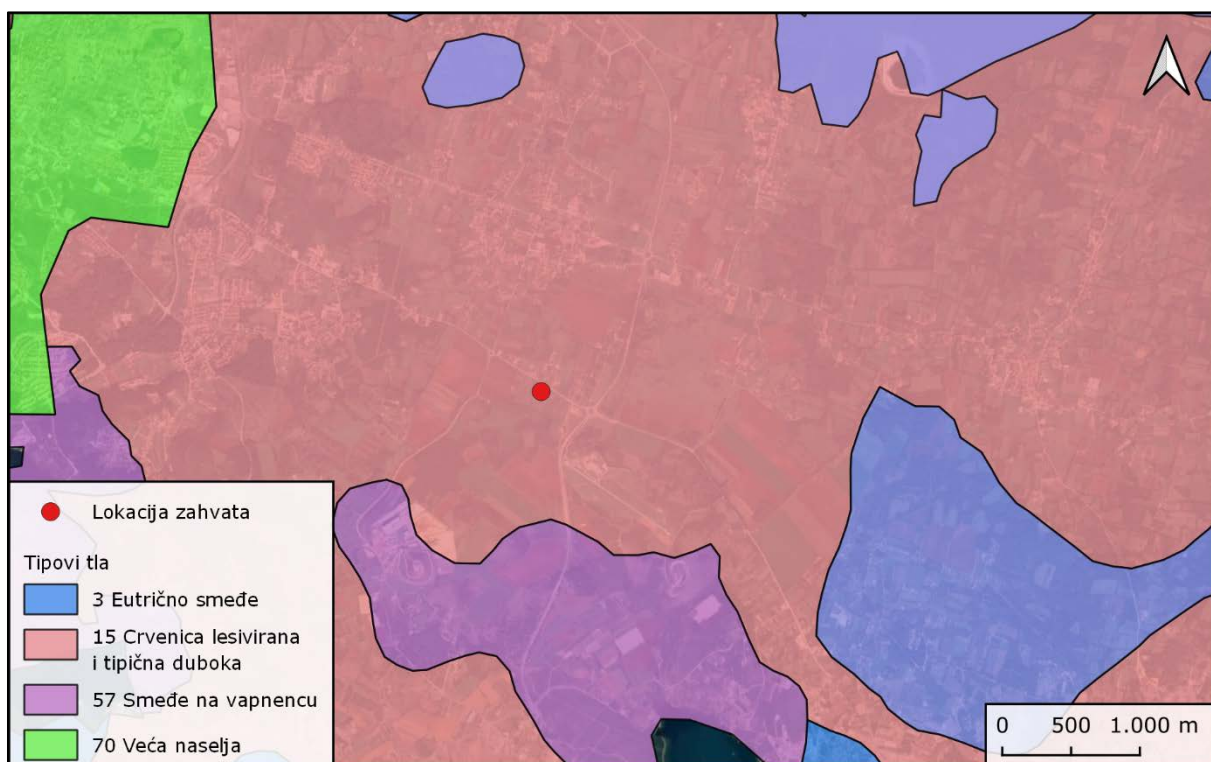 Lokacija zahvata
Tipovi tla
3 Eutrično smeđe
15 Crvenica lesivirana
i tipična duboka
57 Smeđe na vapnencu
70 Veća naselja
0 500 1.000 m